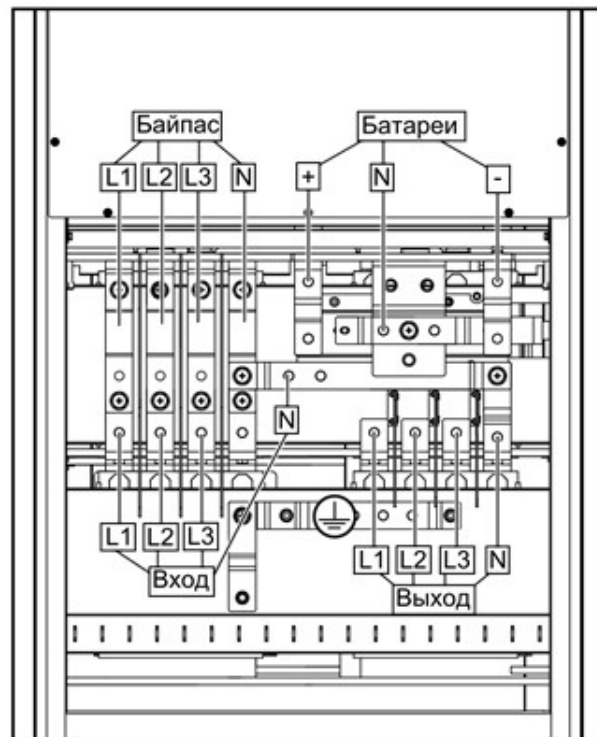 Байпас Батареи
L1 L2 L3 N + N -
N
L1 L2 L3 L1 L2 L3 N
Вход Выход